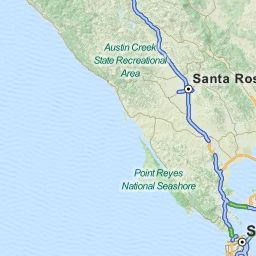 Austin Creek
State Recreational
Area
Santa Ros
Point Reyes
National Seashore
S